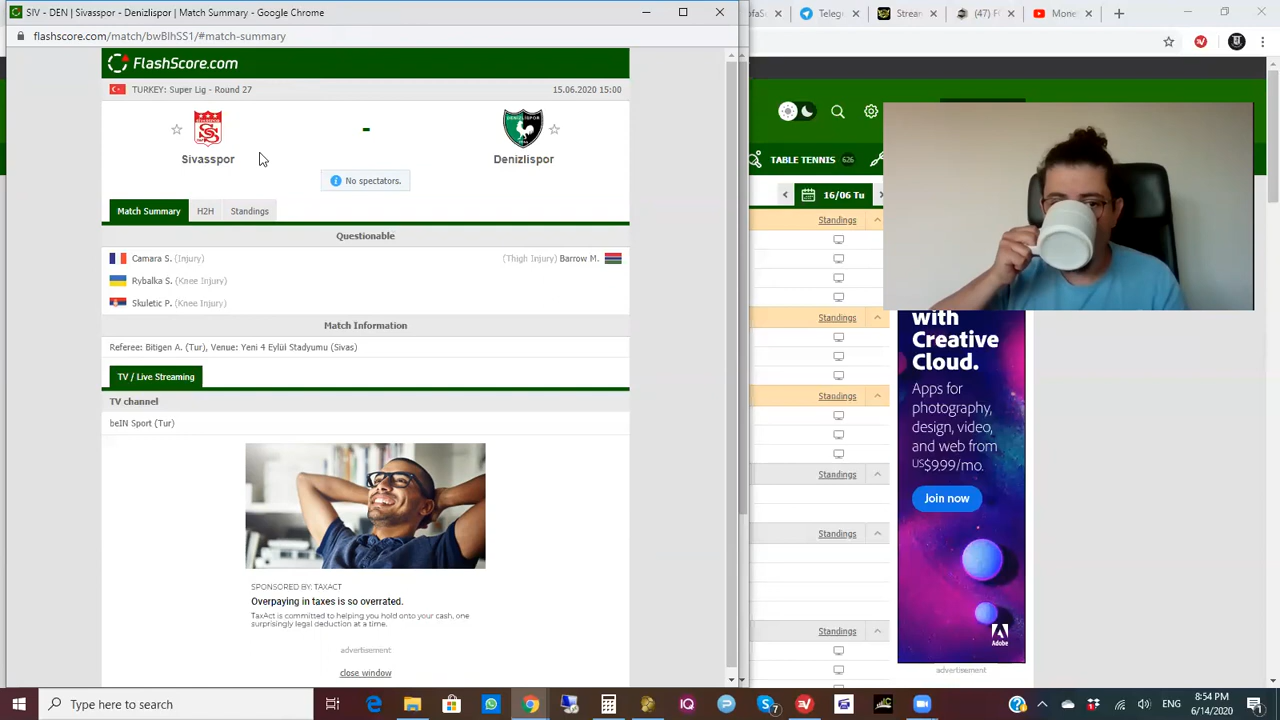 SIV - DEN | Sivasspor - Denizlispor - Google Chrome
flashscore.com/match/bwBlhSS1/#match-summary
FlashScore.com
TURKEY: Super Lig - Round 27
15.06.2020 15:00
Sivasspor
-
Denizlispor
No spectators.
Match Summary
H2H
Standings
Questionable
Camara S. (Injury)
(Thigh Injury) Barrow M.
Rybalka S. (Knee Injury)
Skuletic P. (Knee Injury)
Match Information
Referee: Bitigen A. (Tur), Venue: Yeni 4 Eylül Stadyumu (Sivas)
TV / Live Streaming
TV channel
beIN Sport (Tur)
SPONSORED BY: TAXACT
Overpaying in taxes is so overrated.
TaxAct is committed to helping you hold onto your cash, one
surprisingly legal deduction at a time.
advertisement
close window
Telegr
Stream
(47) F
Mone
TABLE TENNIS 626
16/06 Tu
Standings
Standings
Standings
Standings
Standings
Standings
with
Creative
Cloud.
Apps for
photography,
design, video,
and web from
US$9.99/mo.
Join now
Adobe
advertisement
Type here to search
8:54 PM
6/14/2020